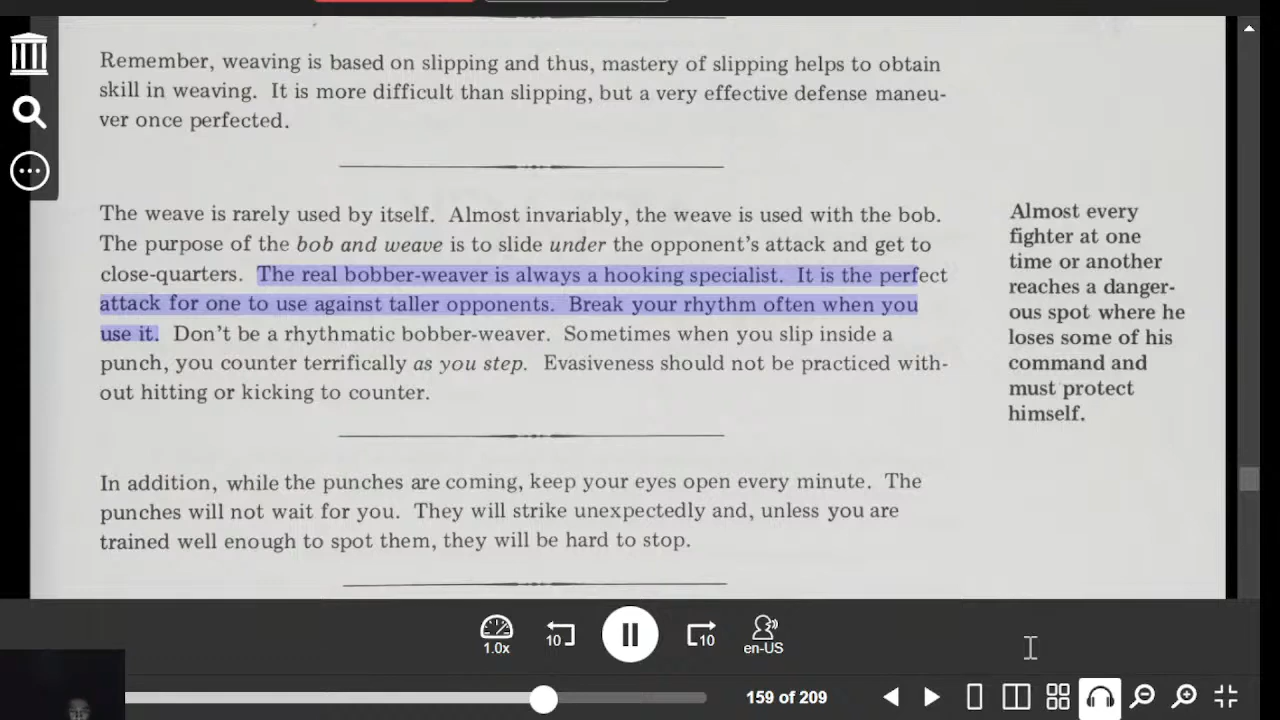 Remember, weaving is based on slipping and thus, mastery of slipping helps to obtain
skill in weaving.  It is more difficult than slipping, but a very effective defense maneu-
ver once perfected.
The weave is rarely used by itself.  Almost invariably, the weave is used with the bob.
The purpose of the bob and weave is to slide under the opponent's attack and get to
close-quarters.  The real bobber-weaver is always a hooking specialist.  It is the perfect
attack for one to use against taller opponents.  Break your rhythm often when you
use it.  Don't be a rhythmatic bobber-weaver.  Sometimes when you slip inside a
punch, you counter terrifically as you step.  Evasiveness should not be practiced with-
out hitting or kicking to counter.
Almost every
fighter at one
time or another
reaches a danger-
ous spot where he
loses some of his
command and
must protect
himself.
In addition, while the punches are coming, keep your eyes open every minute.  The
punches will not wait for you.  They will strike unexpectedly and, unless you are
trained well enough to spot them, they will be hard to stop.
1.0x
10
10
en-US
159 of 209